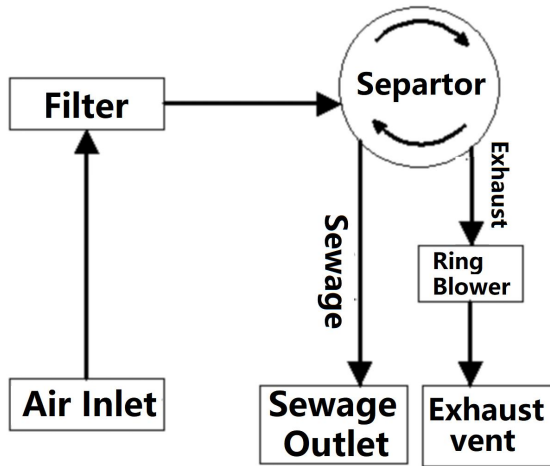 Separtor
Filter
Exhaust
Sewage
Ring
Blower
Air Inlet
Sewage
Outlet
Exhaust
vent